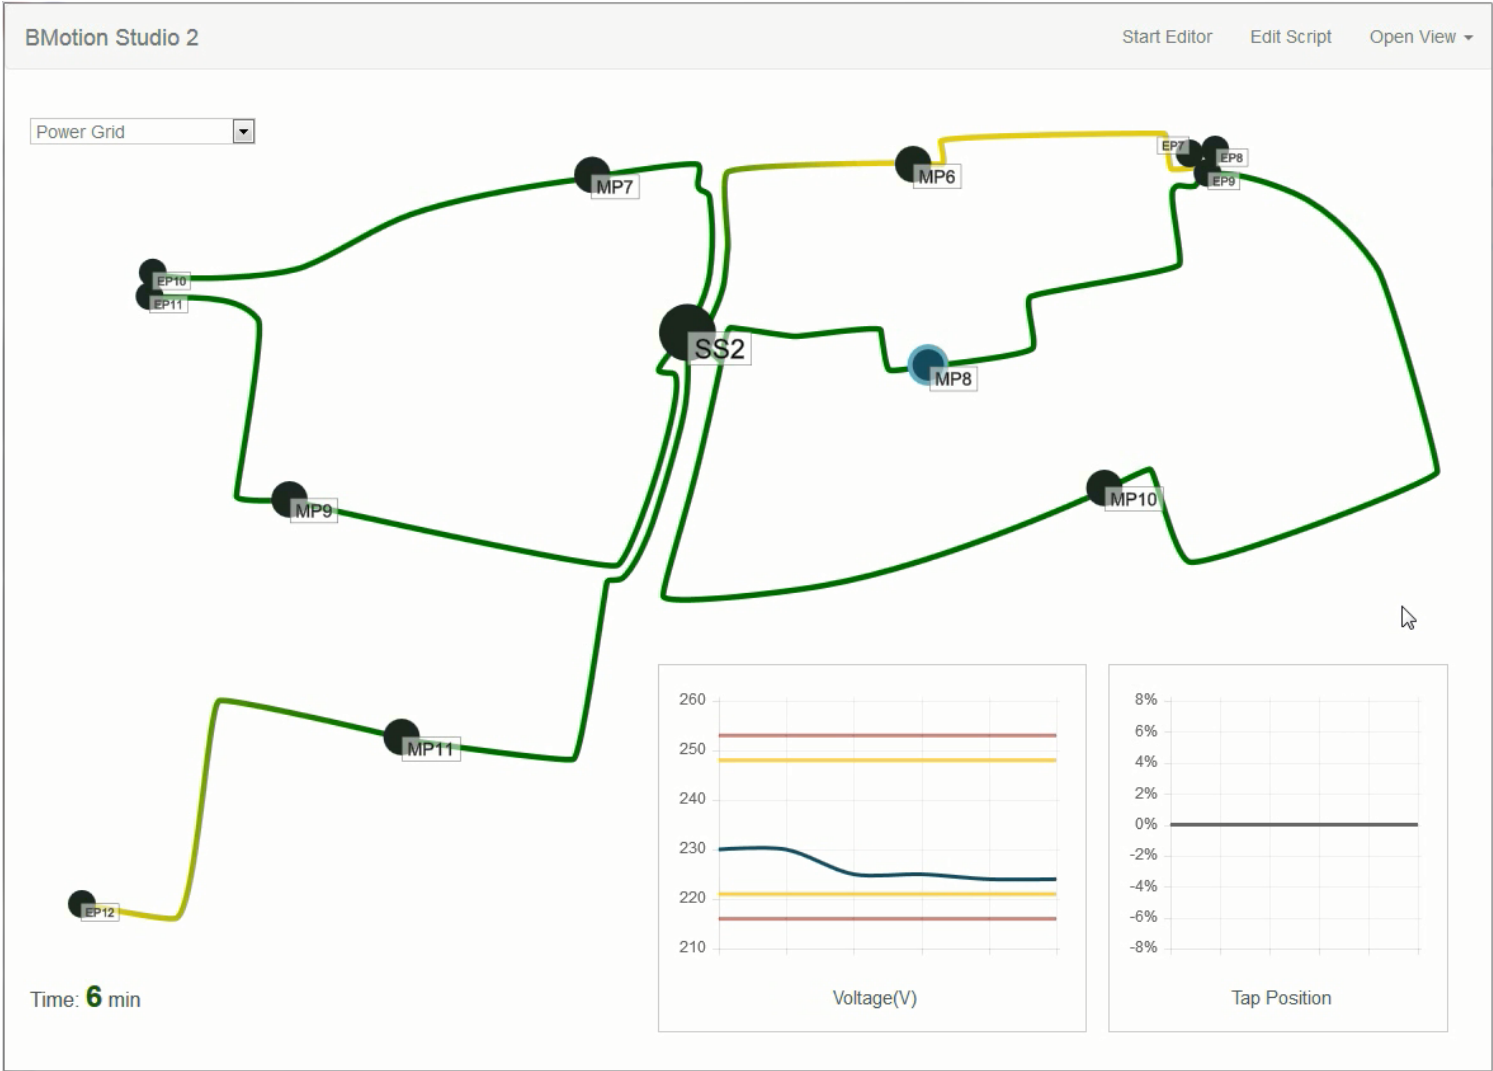 BMotion Studio 2
Start Editor Edit Script Open View
Power Grid
EP7
EP8
MP6
EP9
MP7
EP10
EP11
SS2
MP8
MP10
MP9
MP11
EP12
Time: 6 min
260
250
240
230
220
210
Voltage(V)
8%
6%
4%
2%
0%
-2%
-4%
-6%
-8%
Tap Position